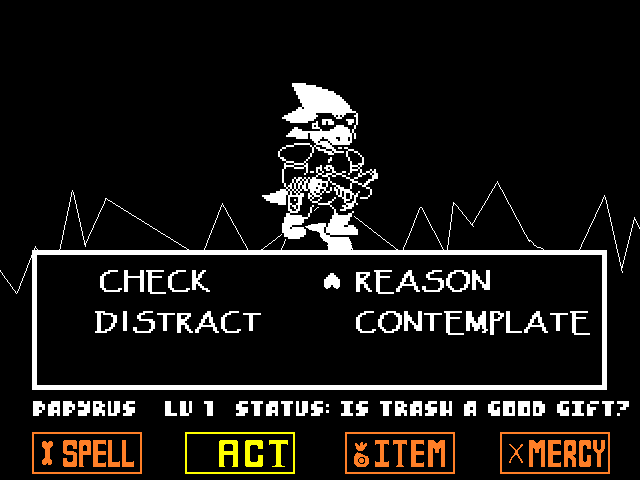 CHECK REASON
DISTRACT CONTEMPLATE
PAPYRUS LV 1 STATUS: IS TRASH A GOOD GIFT?
SPELL ACT ITEM MERCY